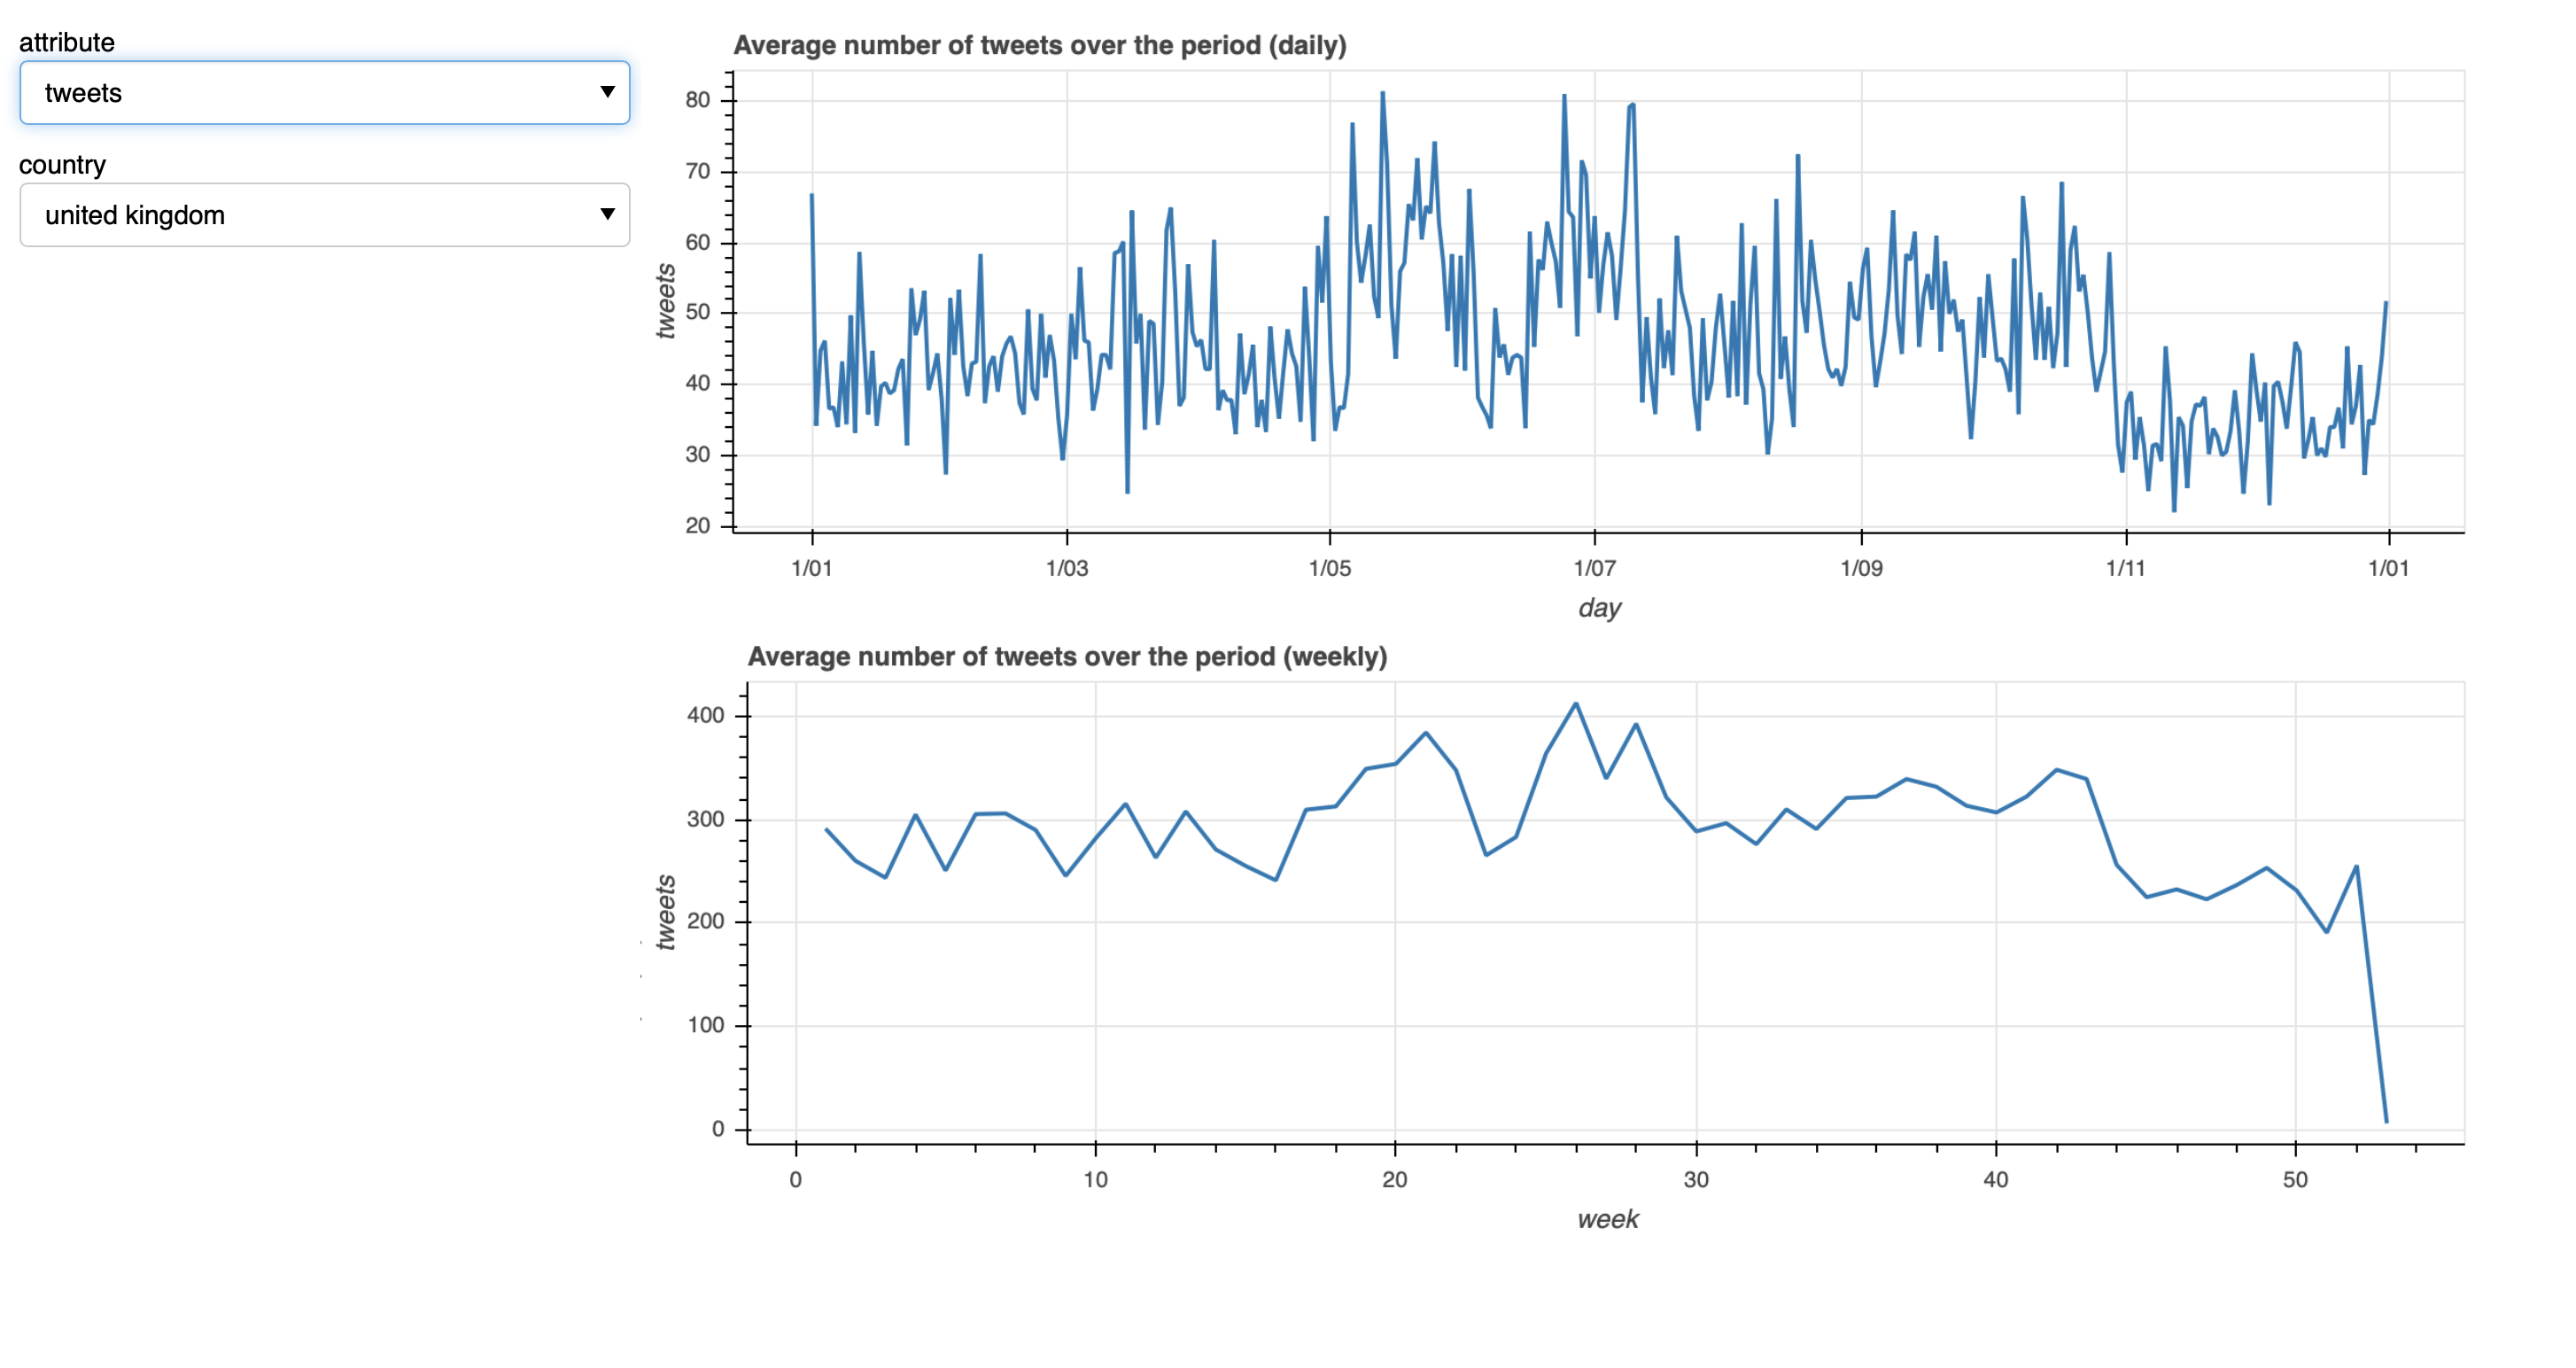 attribute
tweets
country
united kingdom
Average number of tweets over the period (daily)
80
70
60
50
40
30
20
tweets
1/01 1/03 1/05 1/07 1/09 1/11 1/01
day
Average number of tweets over the period (weekly)
400
300
200
100
0
tweets
0 10 20 30 40 50
week